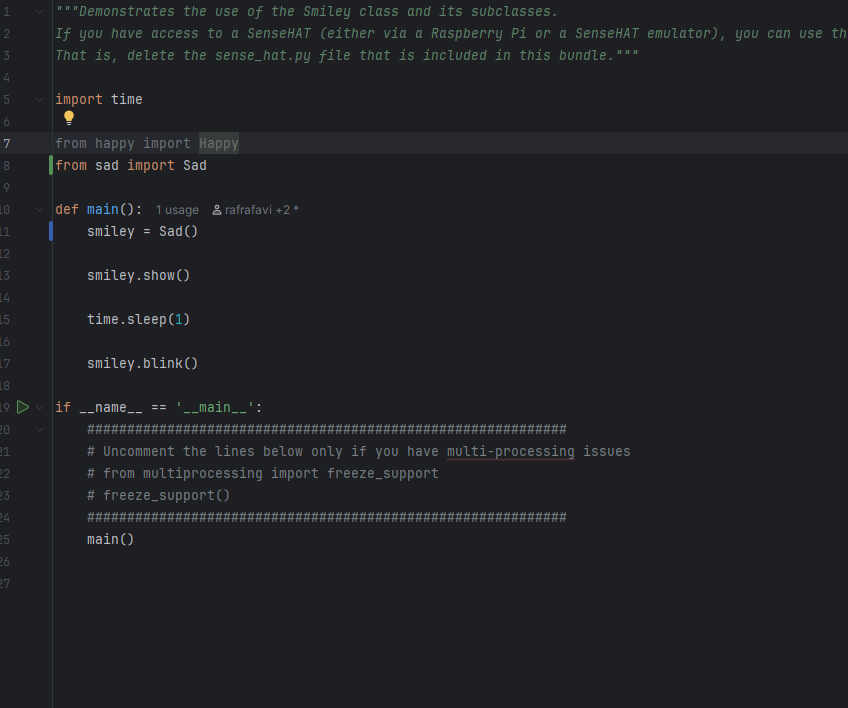 1 """Demonstrates the use of the Smiley class and its subclasses.
2 If you have access to a SenseHAT (either via a Raspberry Pi or a SenseHAT emulator), you can use th
3 That is, delete the sense_hat.py file that is included in this bundle."""
4
5 import time
6
7 from happy import Happy
8 from sad import Sad
9
10 def main(): 1 usage rafrafavi +2 *
11 smiley = Sad()
12
13 smiley.show()
14
15 time.sleep(1)
16
17 smiley.blink()
18
19 if __name__ == '__main__':
20 ############################################################
21 # Uncomment the lines below only if you have multi-processing issues
22 # from multiprocessing import freeze_support
23 # freeze_support()
24 ############################################################
25 main()
26
27